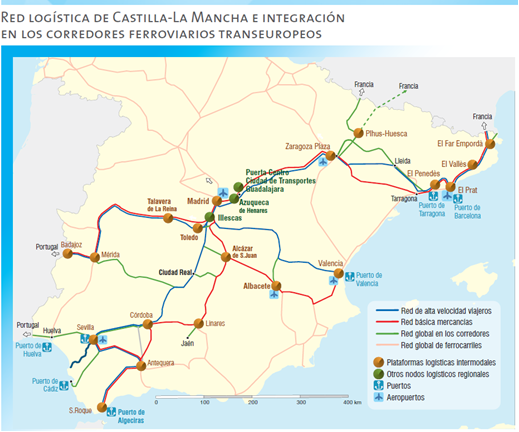 RED LOGÍSTICA DE CASTILLA-LA MANCHA E INTEGRACIÓN
EN LOS CORREDORES FERROVIARIOS TRANSEUROPEOS
Francia
Francia
Francia
Plhus-Huesca
El Far Empordá
Zaragoza Plaza
Lleida
El Vallès
El Penedés
El Prat
Tarragona
Puerto de
Tarragona
Puerto de
Barcelona
Puerta Centro
Ciudad de Transportes
Guadalajara
Madrid
Azuqueca
de Henares
Talavera
de La Reina
Illescas
Toledo
Portugal
Badajoz
Mérida
Alcázar
de S.Juan
Ciudad Real
Albacete
Valencia
Puerto de
Valencia
Portugal
Huelva
Puerto de
Huelva
Sevilla
Córdoba
Linares
Jaén
Puerto de
Cádiz
Antequera
S.Roque
Puerto de
Algeciras
0 100 200 300 400 km
Red de alta velocidad viajeros
Red básica mercancias
Red global en los corredores
Red global de ferrocarriles
Plataformas logísticas intermodales
Otros nodos logísticos regionales
Puertos
Aeropuertos